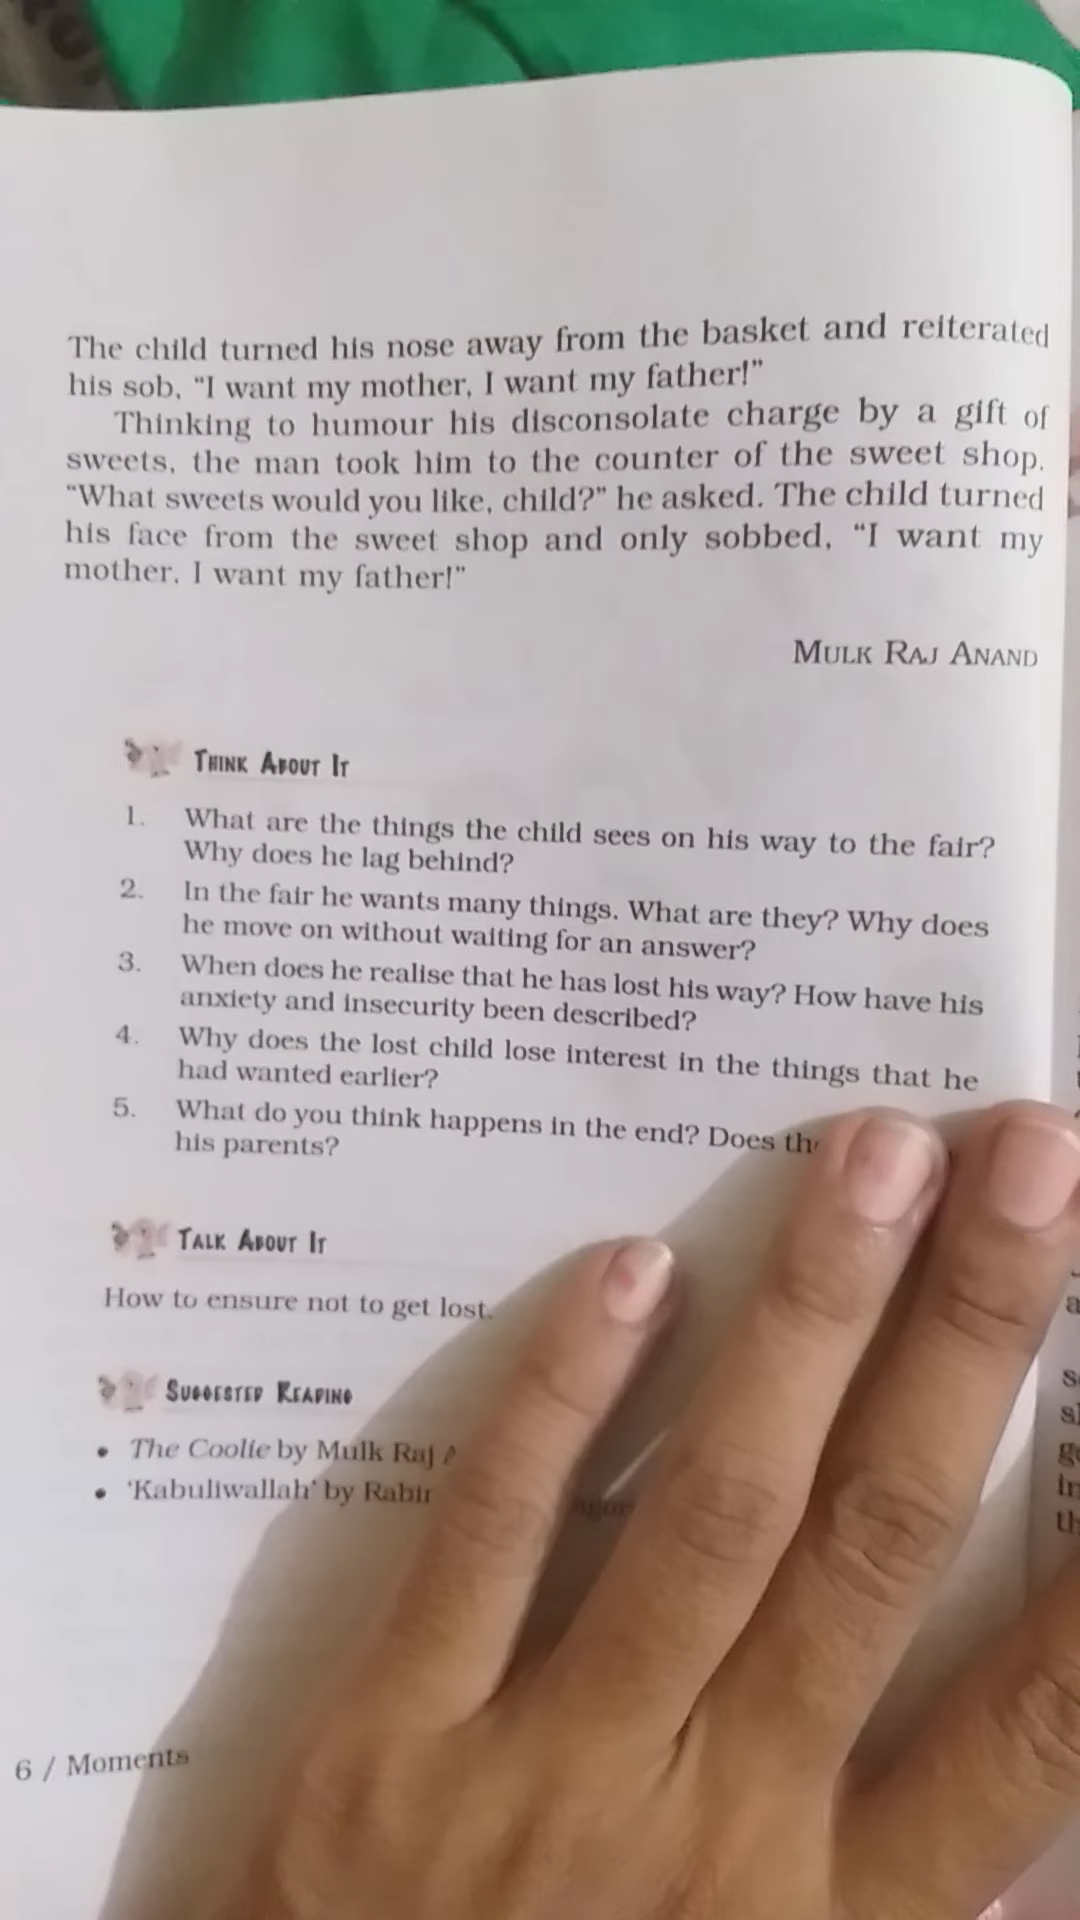 The child turned his nose away from the basket and reiterated
his sob, “I want my mother, I want my father!”
Thinking to humour his disconsolate charge by a gift of
sweets, the man took him to the counter of the sweet shop.
“What sweets would you like, child?” he asked. The child turned
his face from the sweet shop and only sobbed, “I want my
mother, I want my father!”
MULK RAJ ANAND
THINK ABOUT IT
1. What are the things the child sees on his way to the fair?
Why does he lag behind?
2. In the fair he wants many things. What are they? Why does
he move on without waiting for an answer?
3. When does he realise that he has lost his way? How have his
anxiety and insecurity been described?
4. Why does the lost child lose interest in the things that he
had wanted earlier?
5. What do you think happens in the end? Does
his parents?
TALK ABOUT IT
How to ensure not to get lost.
SUGGESTED READING
• The Coolie by Mulk Raj
• ‘Kabuliwallah’ by
6 / Moments